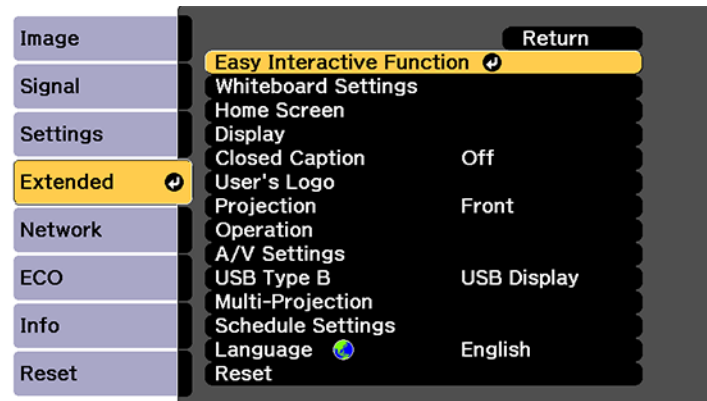 Image
Signal
Settings
Extended
Network
ECO
Info
Reset
Return
Easy Interactive Function
Whiteboard Settings
Home Screen
Display
Closed Caption Off
User's Logo
Projection Front
Operation
A/V Settings
USB Type B USB Display
Multi-Projection
Schedule Settings
Language English
Reset